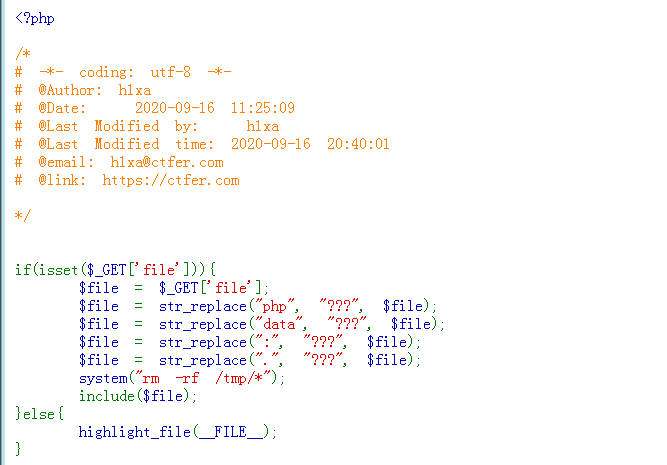 <?php
/*
# -*- coding: utf-8 -*-
# @Author: h1xa
# @Date:   2020-09-16 11:25:09
# @Last Modified by:   h1xa
# @Last Modified time: 2020-09-16 20:40:01
# @email: h1xa@ctfer.com
# @link: https://ctfer.com
*/
if(isset($_GET['file'])){
    $file = $_GET['file'];
    $file = str_replace("php", "???", $file);
    $file = str_replace("data", "???", $file);
    $file = str_replace(":", "???", $file);
    $file = str_replace(".", "???", $file);
    system("rm -rf /tmp/*");
    include($file);
}else{
    highlight_file(__FILE__);
}